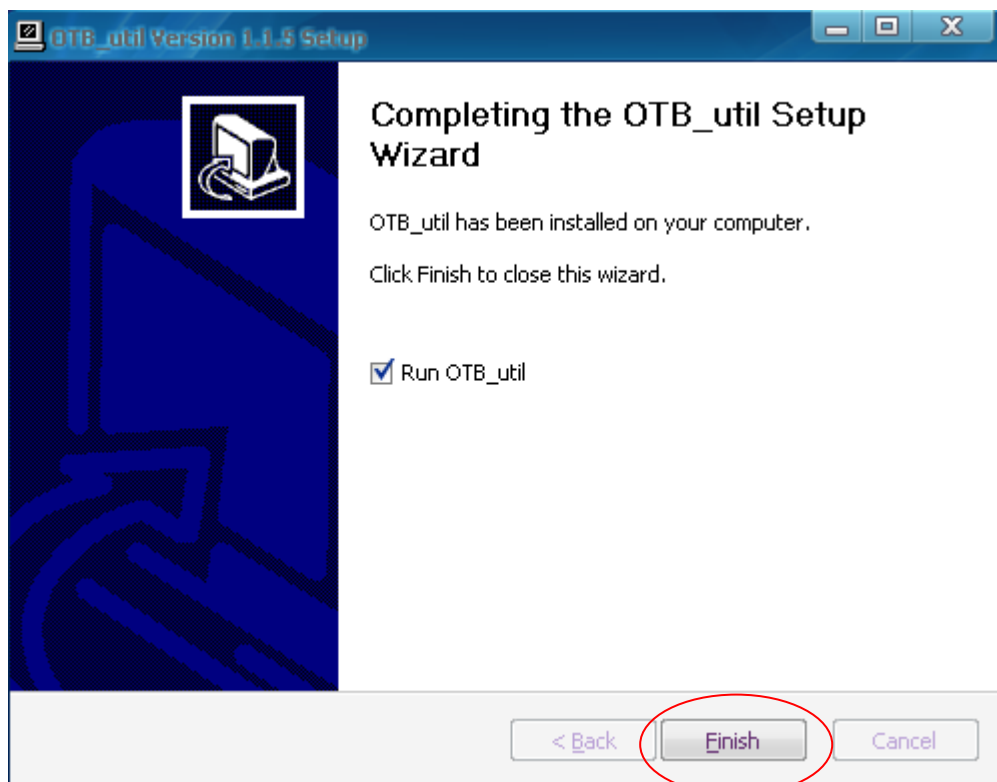 OTB_util Version 1.1.5 Setup
Completing the OTB_util Setup
Wizard
OTB_util has been installed on your computer.
Click Finish to close this wizard.
Run OTB_util
< Back
Finish
Cancel